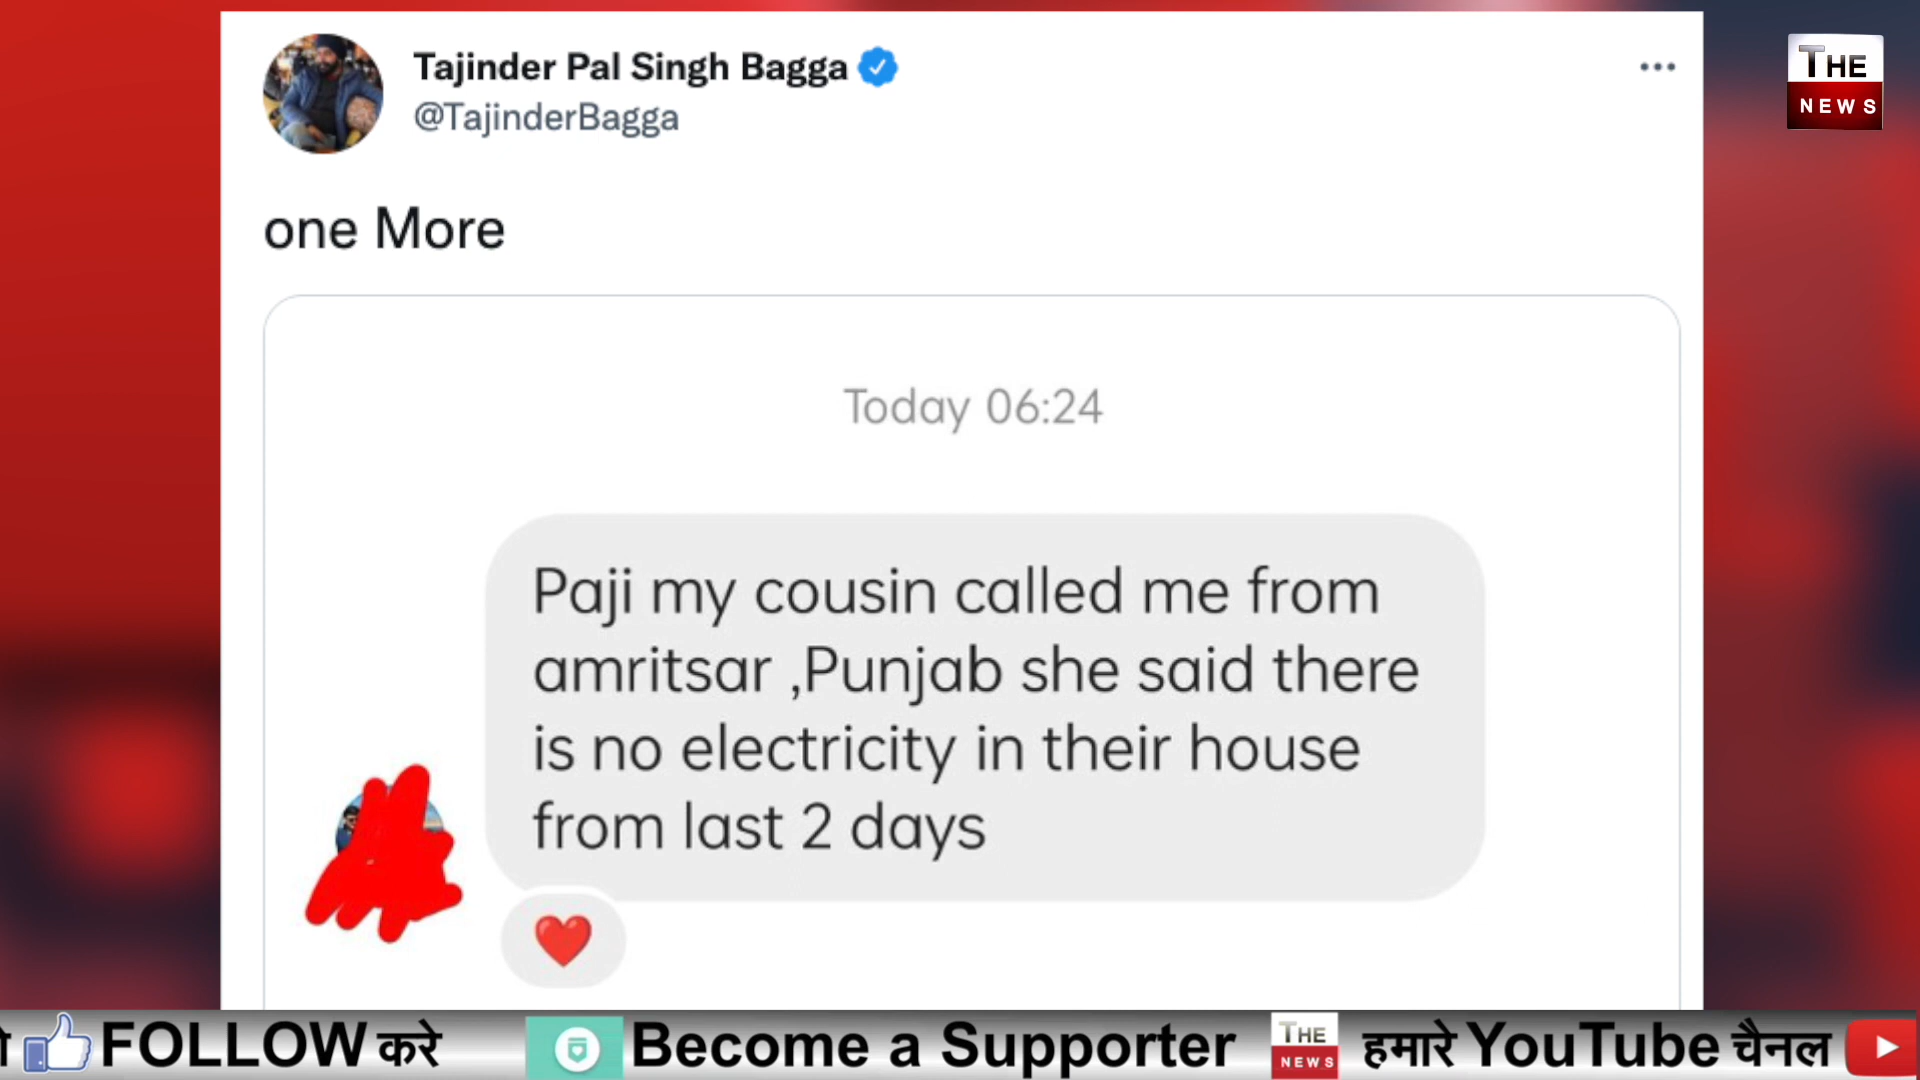 Tajinder Pal Singh Bagga
@TajinderBagga
THE
NEWS
one More
Today 06:24
Paji my cousin called me from
amritsar ,Punjab she said there
is no electricity in their house
from last 2 days
FOLLOW करे Become a Supporter THE NEWS हमारे YouTube चैनल